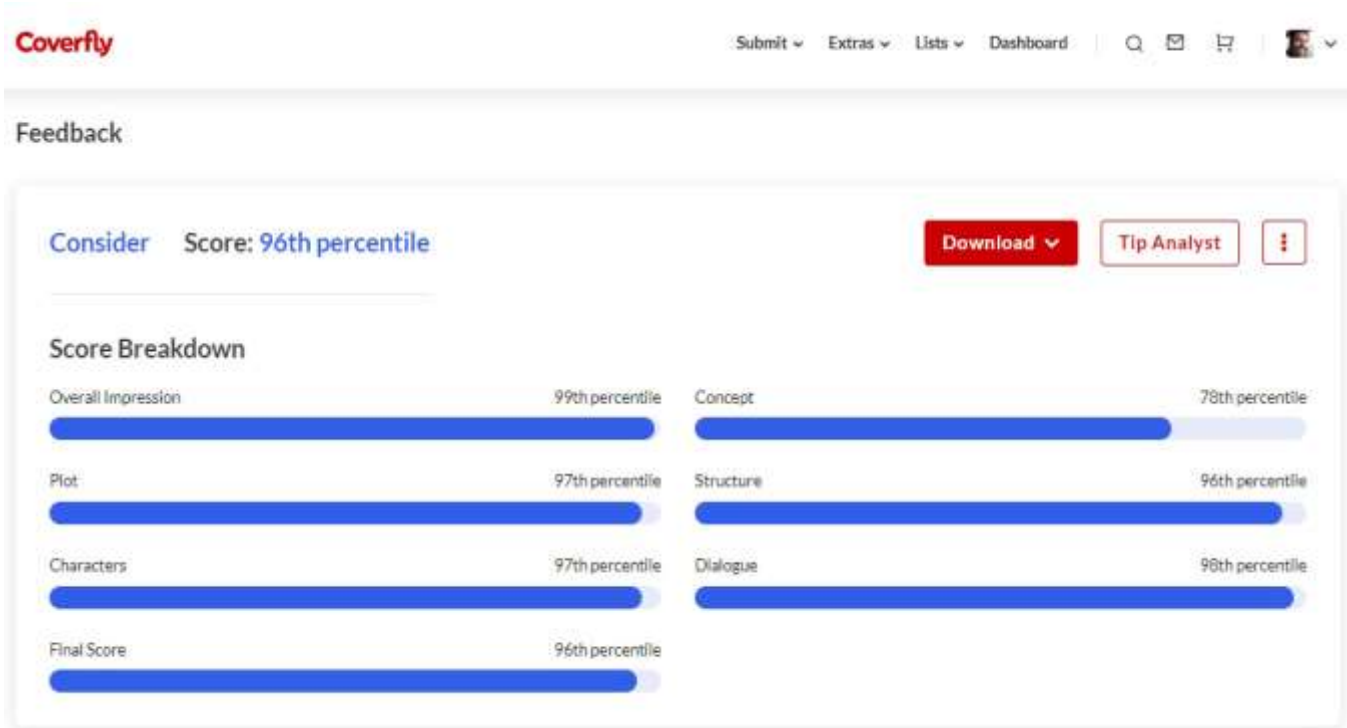 Coverfly
Submit Extras Lists Dashboard
Feedback
Consider Score: 96th percentile
Download Tip Analyst
Score Breakdown
Overall Impression 99th percentile
Concept 78th percentile
Plot 97th percentile
Structure 96th percentile
Characters 97th percentile
Dialogue 98th percentile
Final Score 96th percentile